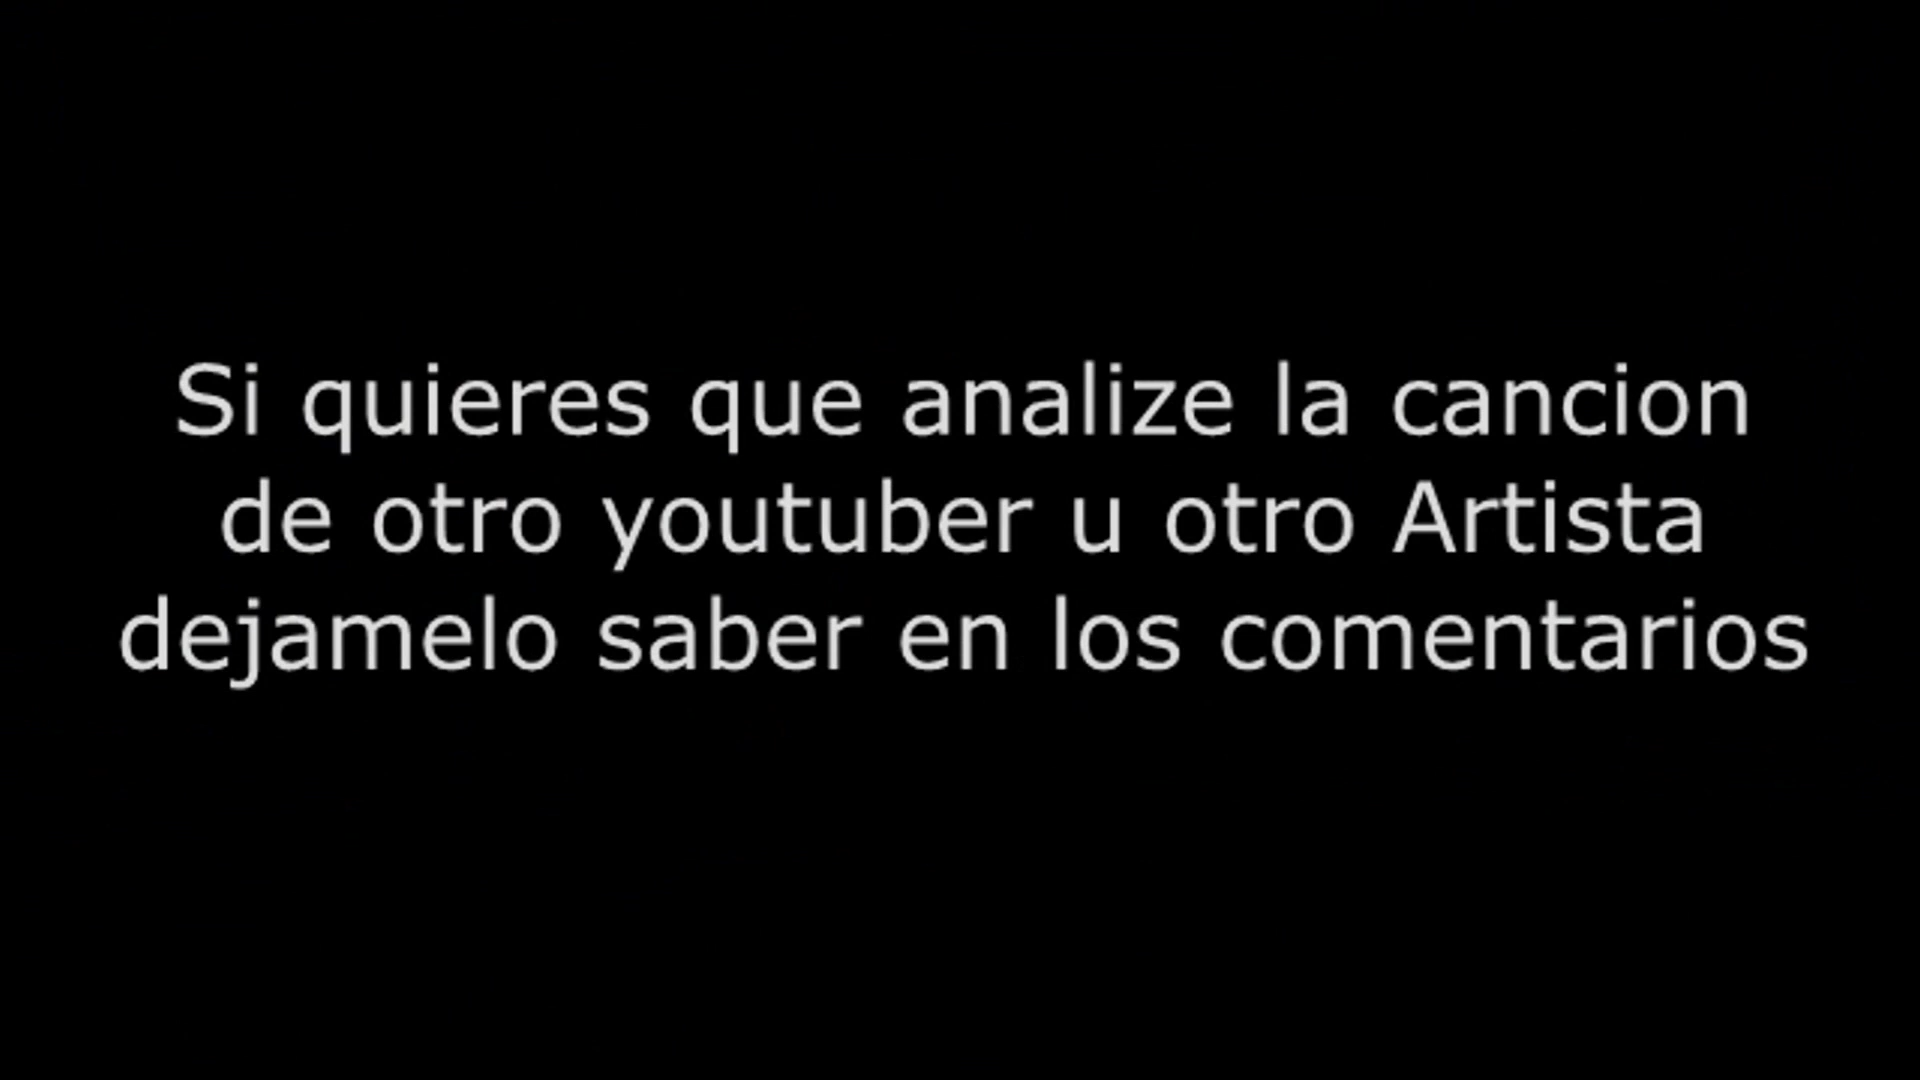 Si quieres que analize la cancion
de otro youtuber u otro Artista
dejamelo saber en los comentarios